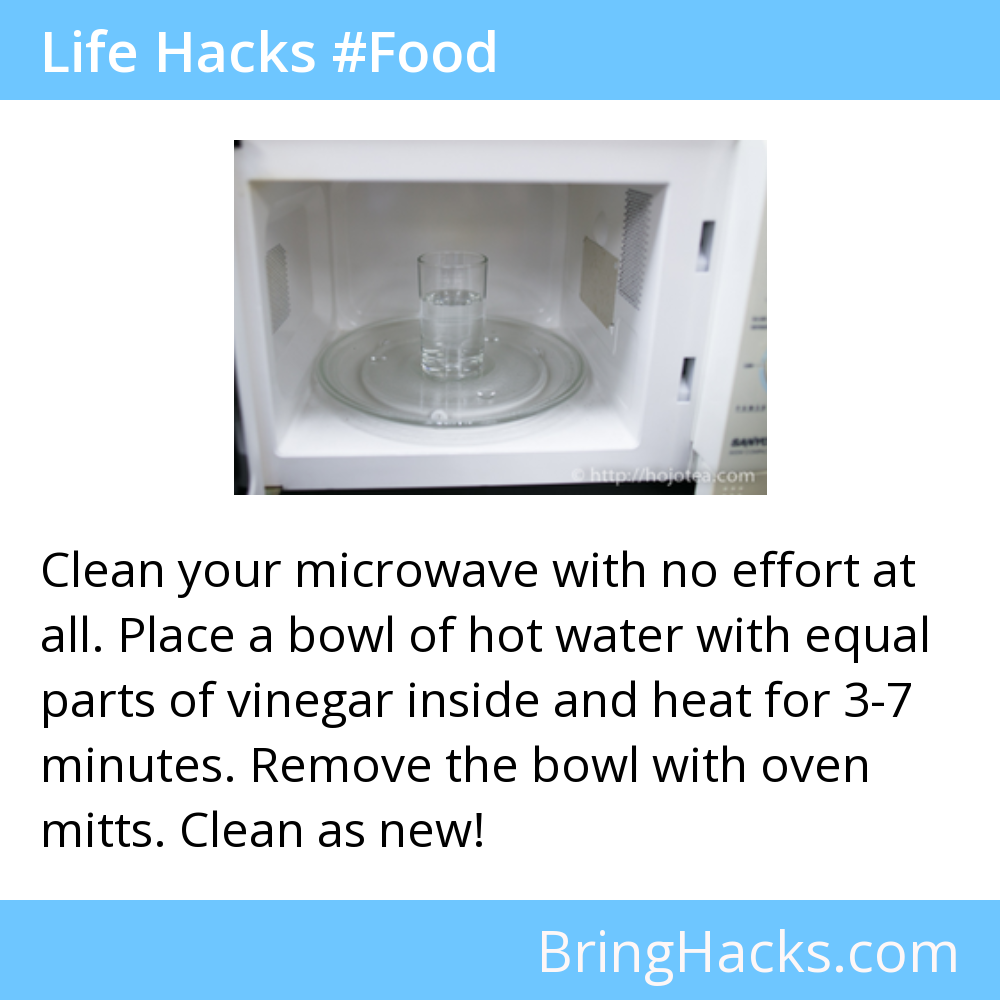 Life Hacks #Food
© http://hojotea.com
Clean your microwave with no effort at
all. Place a bowl of hot water with equal
parts of vinegar inside and heat for 3-7
minutes. Remove the bowl with oven
mitts. Clean as new!
BringHacks.com